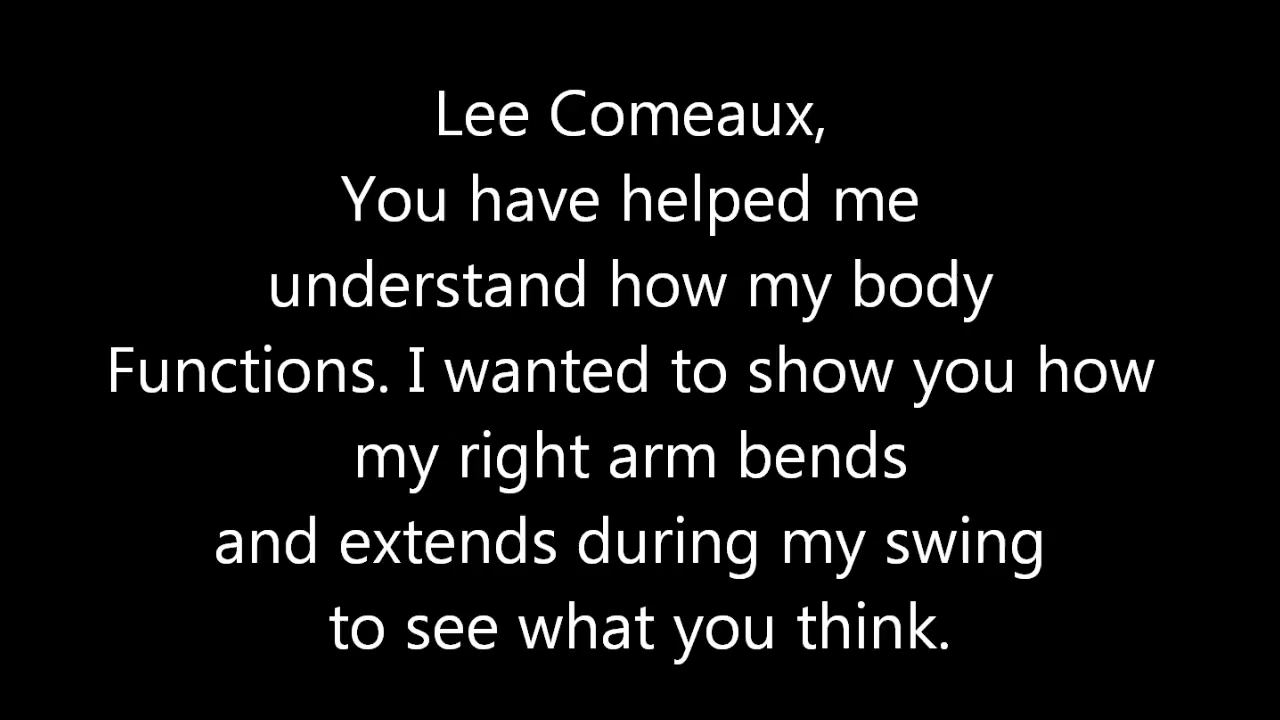 Lee Comeaux,
You have helped me
understand how my body
Functions. I wanted to show you how
my right arm bends
and extends during my swing
to see what you think.